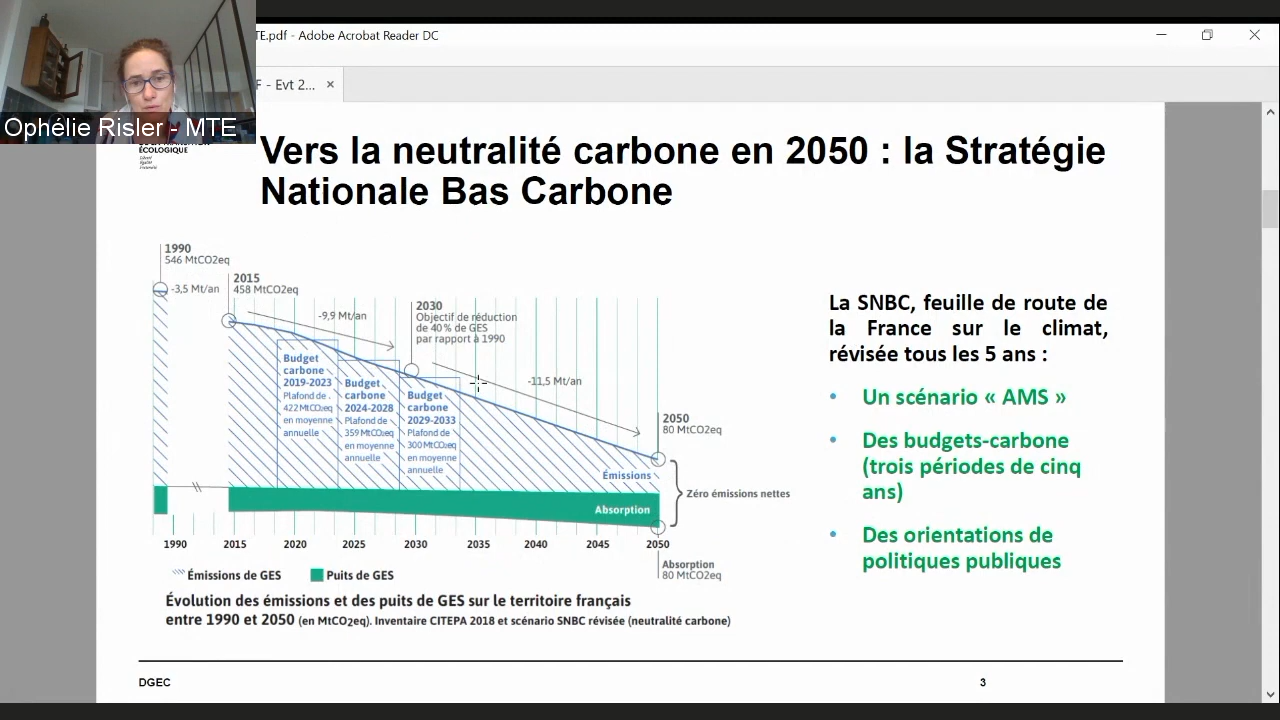 TE.pdf - Adobe Acrobat Reader DC
F - Evt 2...
Ophélie Risler - MTE
ÉCOLOGIQUE
Liberté
Égalité
Fraternité
Vers la neutralité carbone en 2050 : la Stratégie
Nationale Bas Carbone
1990
546 MtCO2eq
-3,5 Mt/an
2015
458 MtCO2eq
-9,9 Mt/an
2030
Objectif de réduction
de 40 % de GES
par rapport à 1990
-11,5 Mt/an
2050
80 MtCO2eq
Budget
carbone
2019-2023
Plafond de
422 MtCO2eq
en moyenne
annuelle
Budget
carbone
2024-2028
Plafond de
359 MtCO2eq
en moyenne
annuelle
Budget
carbone
2029-2033
Plafond de
300 MtCO2eq
en moyenne
annuelle
Émissions
Zéro émissions nettes
Absorption
1990 2015 2020 2025 2030 2035 2040 2045 2050
Absorption
80 MtCO2eq
Émissions de GES Puits de GES
Évolution des émissions et des puits de GES sur le territoire français
entre 1990 et 2050 (en MtCO2eq). Inventaire CITEPA 2018 et scénario SNBC révisée (neutralité carbone)
La SNBC, feuille de route de
la France sur le climat,
révisée tous les 5 ans :
• Un scénario « AMS »
• Des budgets-carbone
(trois périodes de cinq
ans)
• Des orientations de
politiques publiques
DGEC
3